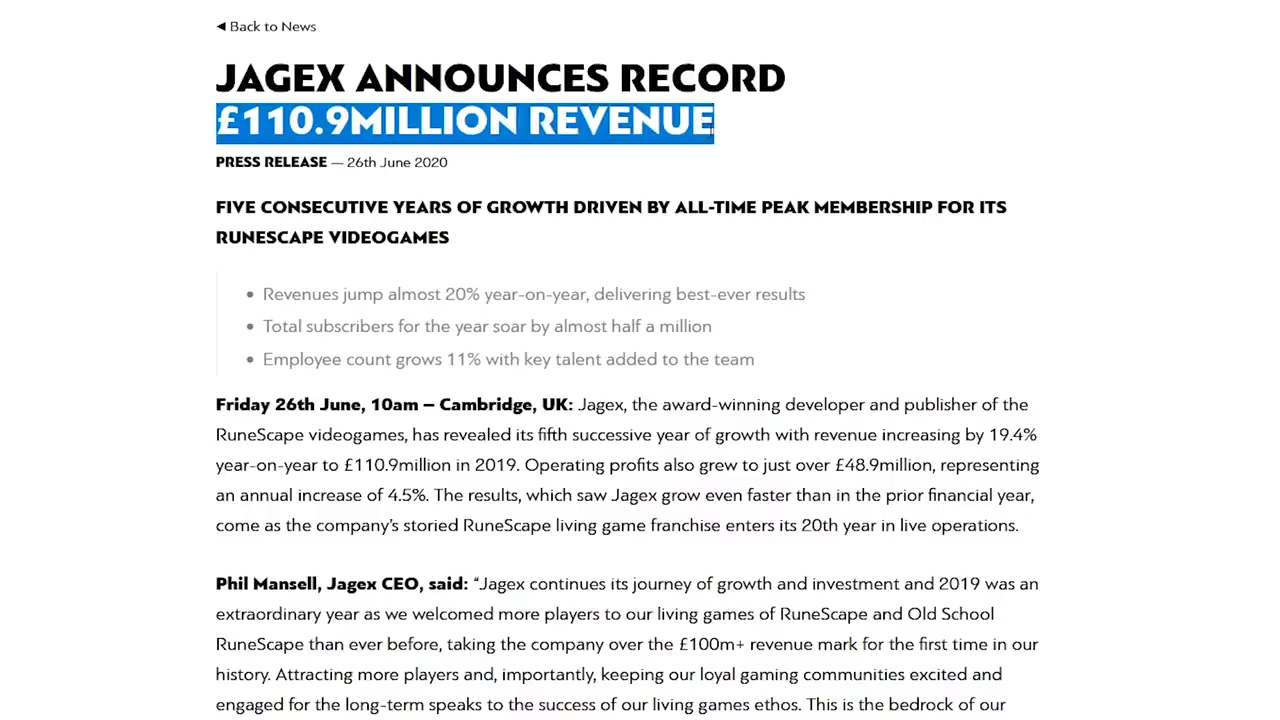 ◄ Back to News
JAGEX ANNOUNCES RECORD
£110.9MILLION REVENUE
PRESS RELEASE — 26th June 2020
FIVE CONSECUTIVE YEARS OF GROWTH DRIVEN BY ALL-TIME PEAK MEMBERSHIP FOR ITS
RUNESCAPE VIDEOGAMES
• Revenues jump almost 20% year-on-year, delivering best-ever results
• Total subscribers for the year soar by almost half a million
• Employee count grows 11% with key talent added to the team
Friday 26th June, 10am – Cambridge, UK: Jagex, the award-winning developer and publisher of the
RuneScape videogames, has revealed its fifth successive year of growth with revenue increasing by 19.4%
year-on-year to £110.9million in 2019. Operating profits also grew to just over £48.9million, representing
an annual increase of 4.5%. The results, which saw Jagex grow even faster than in the prior financial year,
come as the company's storied RuneScape living game franchise enters its 20th year in live operations.
Phil Mansell, Jagex CEO, said: “Jagex continues its journey of growth and investment and 2019 was an
extraordinary year as we welcomed more players to our living games of RuneScape and Old School
RuneScape than ever before, taking the company over the £100m+ revenue mark for the first time in our
history. Attracting more players and, importantly, keeping our loyal gaming communities excited and
engaged for the long-term speaks to the success of our living games ethos. This is the bedrock of our